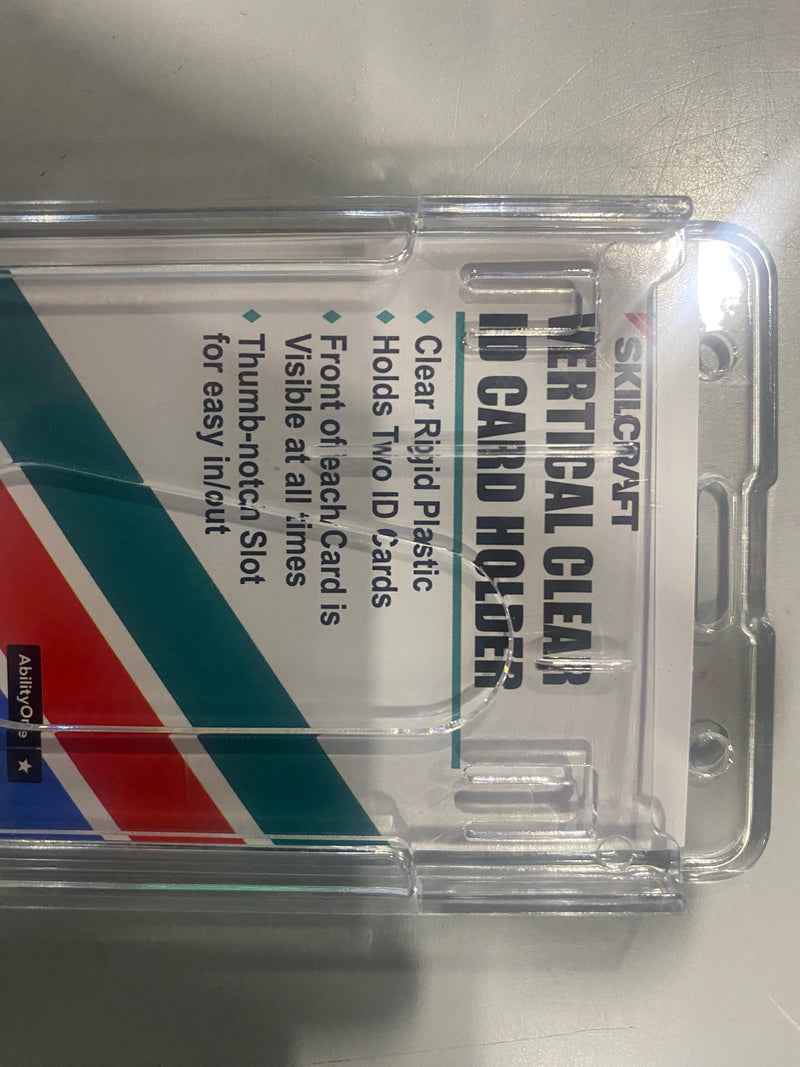 SKILCRAFT
VERTICAL CLEAR
ID CARD HOLDER
Clear Rigid Plastic
Holds Two ID Cards
Front of each Card is
Visible at all times
Thumb-notch Slot
for easy in/out
AbilityOne